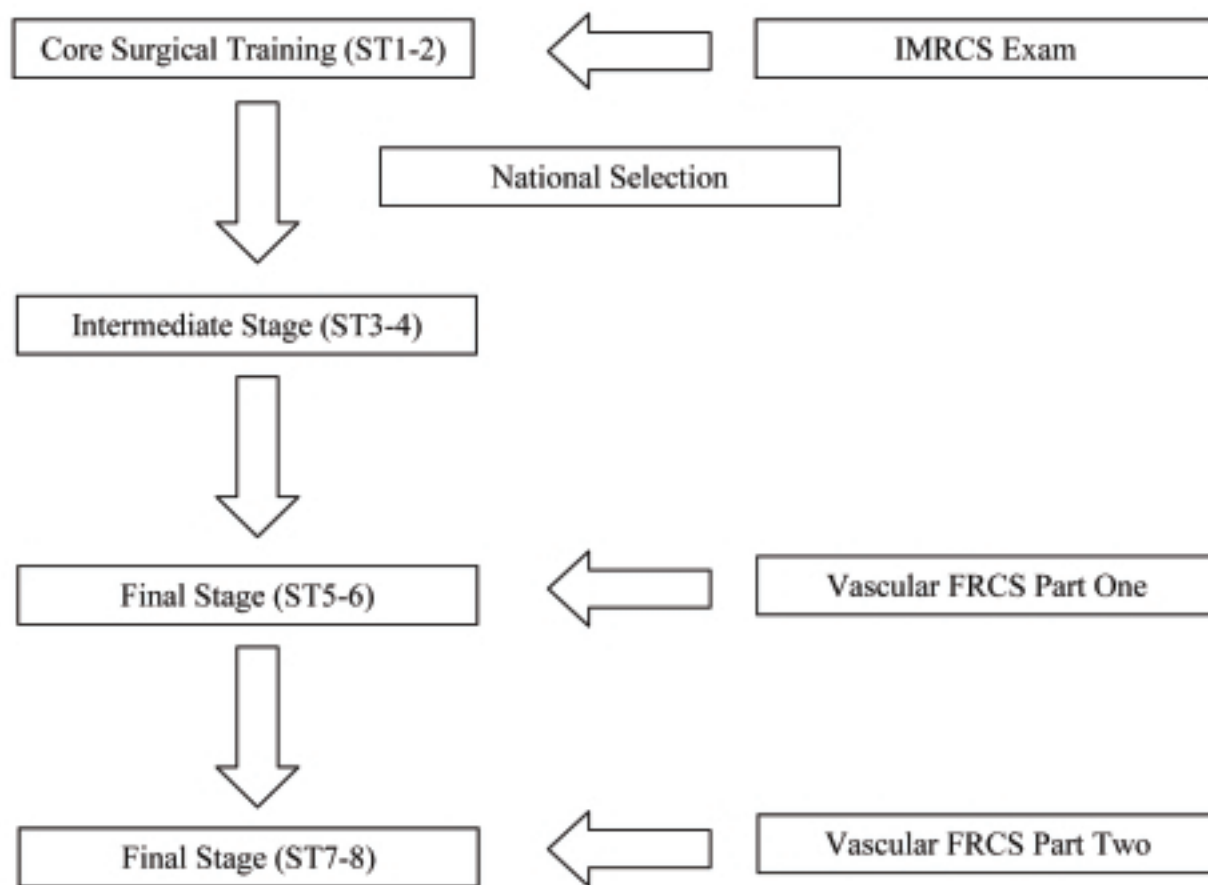 Core Surgical Training (ST1-2)
IMRCS Exam
National Selection
Intermediate Stage (ST3-4)
Final Stage (ST5-6)
Vascular FRCS Part One
Final Stage (ST7-8)
Vascular FRCS Part Two